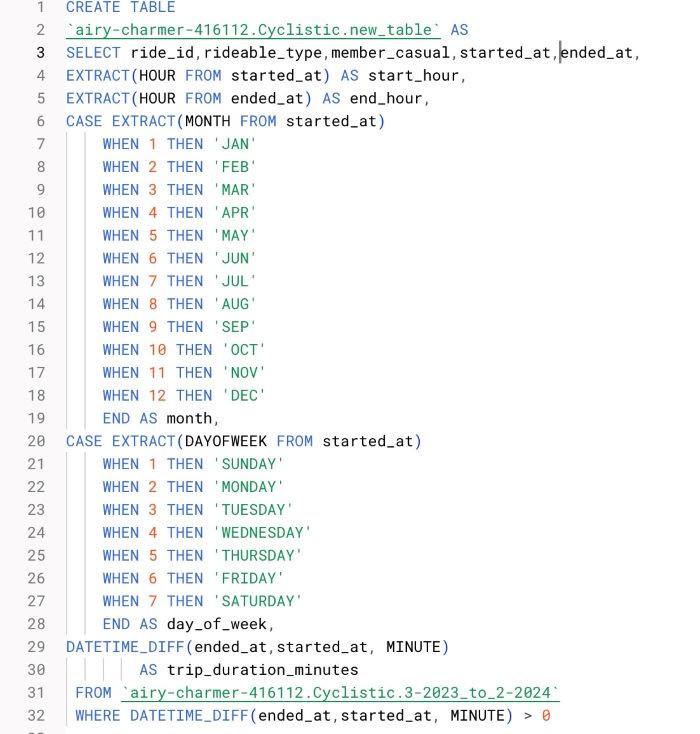 1 CREATE TABLE
2 `airy-charmer-416112.Cyclistic.new_table` AS
3 SELECT ride_id,rideable_type,member_casual,started_at,ended_at,
4 EXTRACT(HOUR FROM started_at) AS start_hour,
5 EXTRACT(HOUR FROM ended_at) AS end_hour,
6 CASE EXTRACT(MONTH FROM started_at)
7 WHEN 1 THEN 'JAN'
8 WHEN 2 THEN 'FEB'
9 WHEN 3 THEN 'MAR'
10 WHEN 4 THEN 'APR'
11 WHEN 5 THEN 'MAY'
12 WHEN 6 THEN 'JUN'
13 WHEN 7 THEN 'JUL'
14 WHEN 8 THEN 'AUG'
15 WHEN 9 THEN 'SEP'
16 WHEN 10 THEN 'OCT'
17 WHEN 11 THEN 'NOV'
18 WHEN 12 THEN 'DEC'
19 END AS month,
20 CASE EXTRACT(DAYOFWEEK FROM started_at)
21 WHEN 1 THEN 'SUNDAY'
22 WHEN 2 THEN 'MONDAY'
23 WHEN 3 THEN 'TUESDAY'
24 WHEN 4 THEN 'WEDNESDAY'
25 WHEN 5 THEN 'THURSDAY'
26 WHEN 6 THEN 'FRIDAY'
27 WHEN 7 THEN 'SATURDAY'
28 END AS day_of_week,
29 DATETIME_DIFF(ended_at,started_at, MINUTE)
30 AS trip_duration_minutes
31 FROM `airy-charmer-416112.Cyclistic.3-2023_to_2-2024`
32 WHERE DATETIME_DIFF(ended_at,started_at, MINUTE) > 0